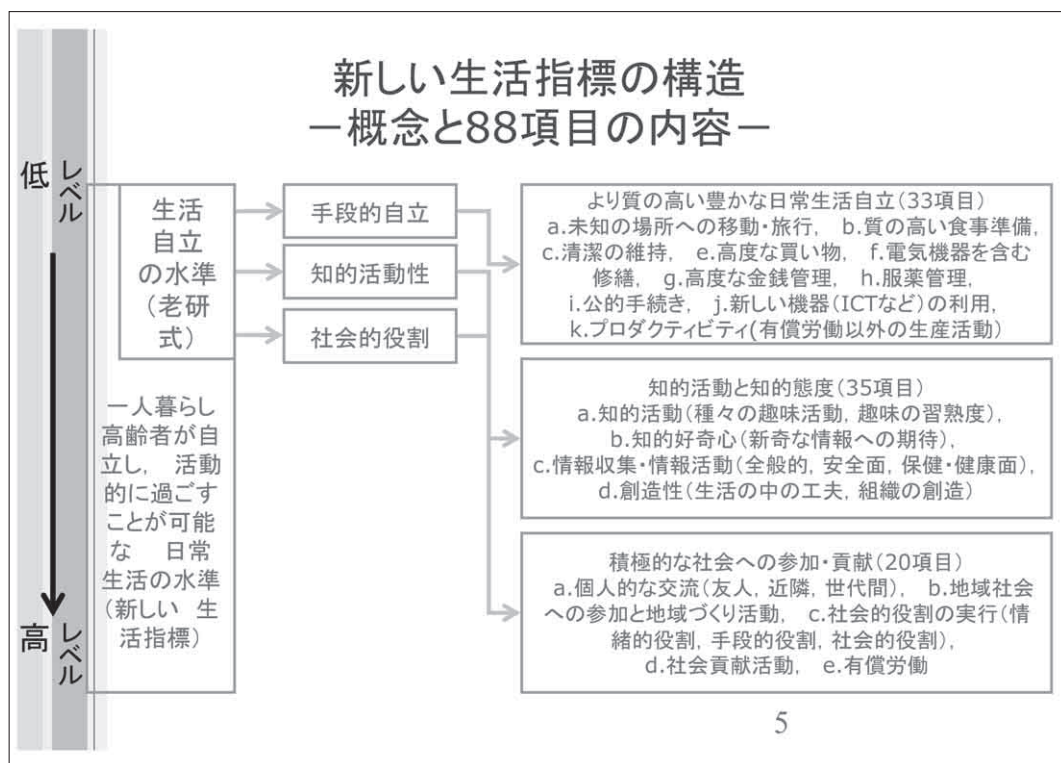 新しい生活指標の構造
－概念と88項目の内容－
低
レベル
生活
自立
の水準
（老研
式）
一人暮らし
高齢者が自
立し， 活動
的に過ごす
ことが可能
な 日常
生活の水準
（新しい 生
活指標）
高
レベル
手段的自立
知的活動性
社会的役割
より質の高い豊かな日常生活自立（33項目）
a.未知の場所への移動・旅行， b.質の高い食事準備，
c.清潔の維持， e.高度な買い物， f.電気機器を含む
修繕， g.高度な金銭管理， h.服薬管理，
i.公的手続き， j.新しい機器（ICTなど）の利用，
k.プロダクティビティ(有償労働以外の生産活動）
知的活動と知的態度（35項目）
a.知的活動（種々の趣味活動，趣味の習熟度），
b.知的好奇心（新奇な情報への期待），
c.情報収集・情報活動（全般的，安全面，保健・健康面），
d.創造性（生活の中の工夫，組織の創造）
積極的な社会への参加・貢献（20項目）
a.個人的な交流（友人，近隣，世代間）， b.地域社会
への参加と地域づくり活動， c.社会的役割の実行（情
緒的役割，手段的役割，社会的役割），
d.社会貢献活動， e.有償労働
5